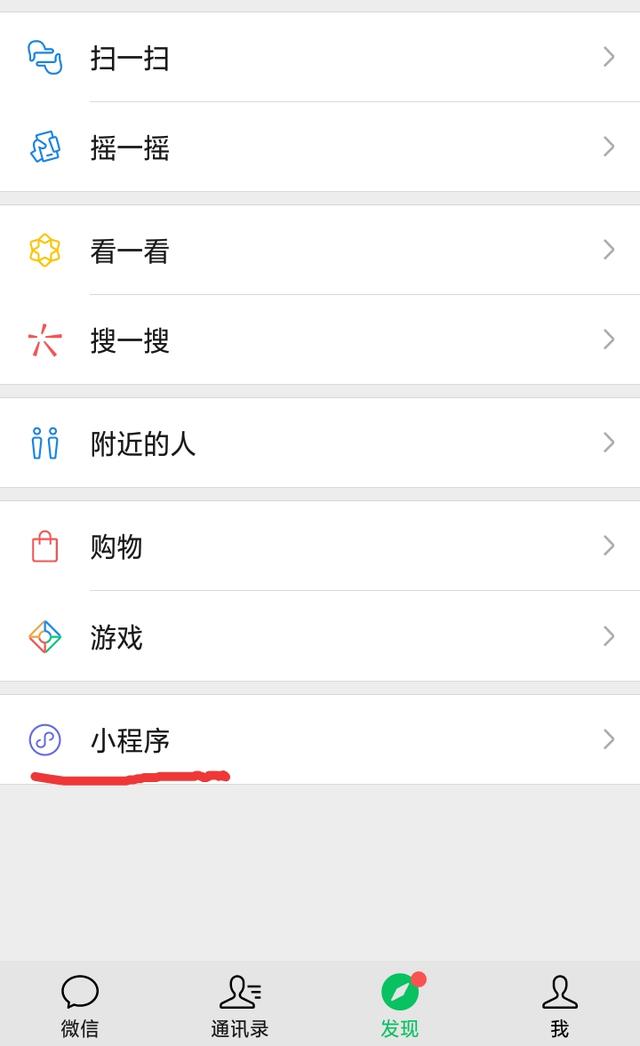 扫一扫
摇一摇
看一看
搜一搜
附近的人
购物
游戏
小程序
微信 通讯录 发现 我